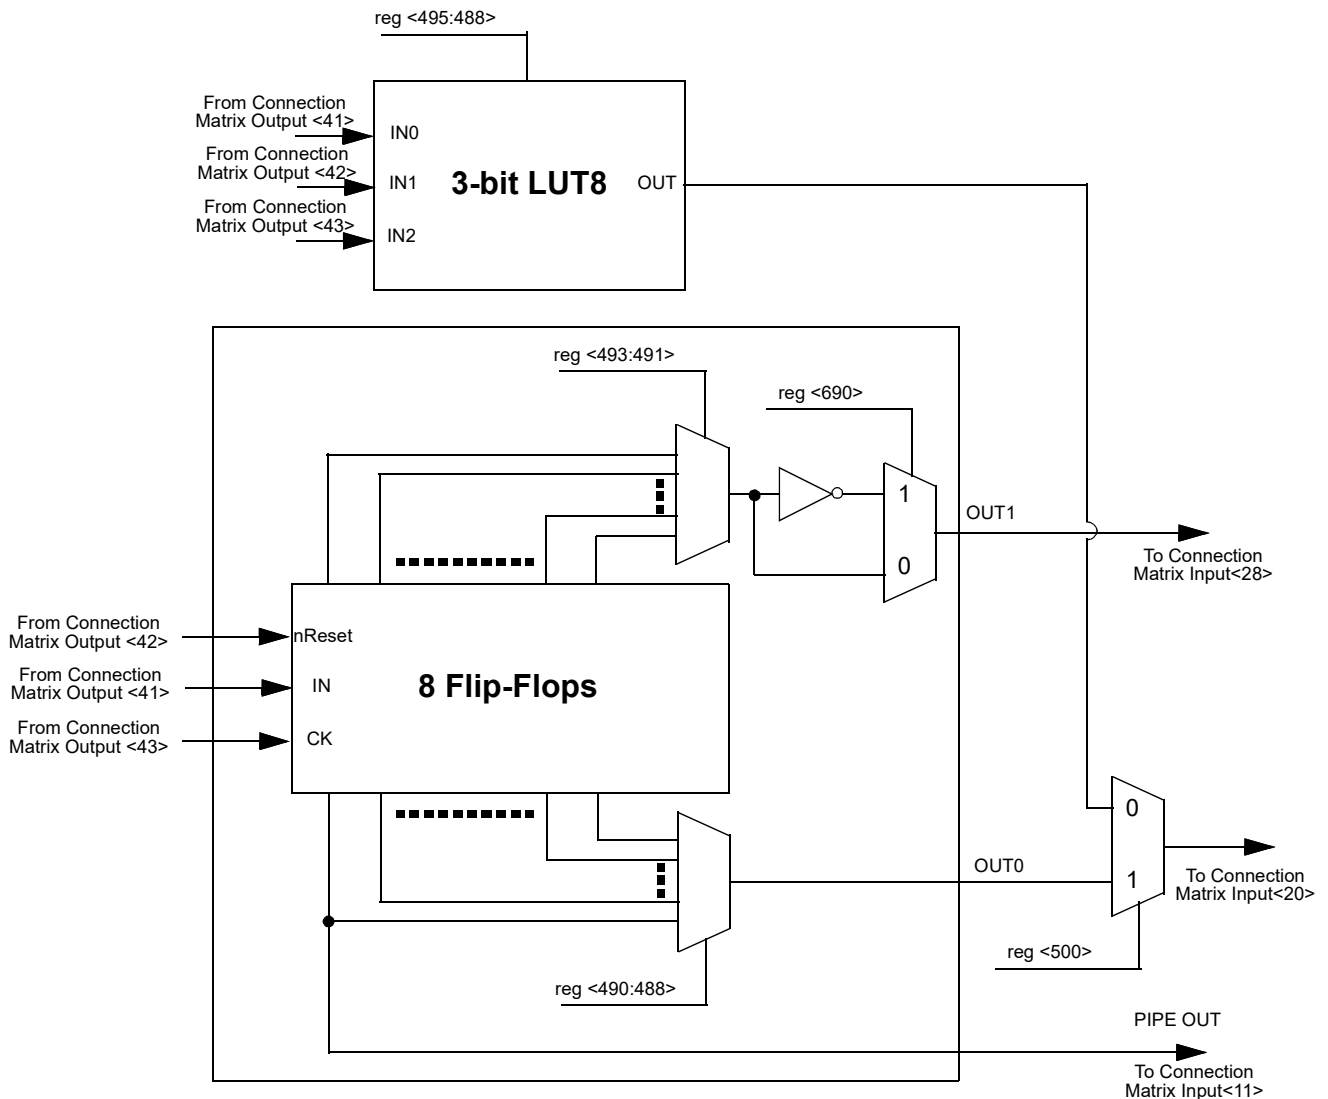 reg <495:488>
From Connection
Matrix Output <41>
IN0
From Connection
Matrix Output <42>
IN1
3-bit LUT8
OUT
From Connection
Matrix Output <43>
IN2
reg <493:491>
reg <690>
1
OUT1
0
To Connection
Matrix Input<28>
From Connection
Matrix Output <42>
nReset
From Connection
Matrix Output <41>
IN
8 Flip-Flops
From Connection
Matrix Output <43>
CK
0
OUT0
1
To Connection
Matrix Input<20>
reg <500>
reg <490:488>
PIPE OUT
To Connection
Matrix Input<11>